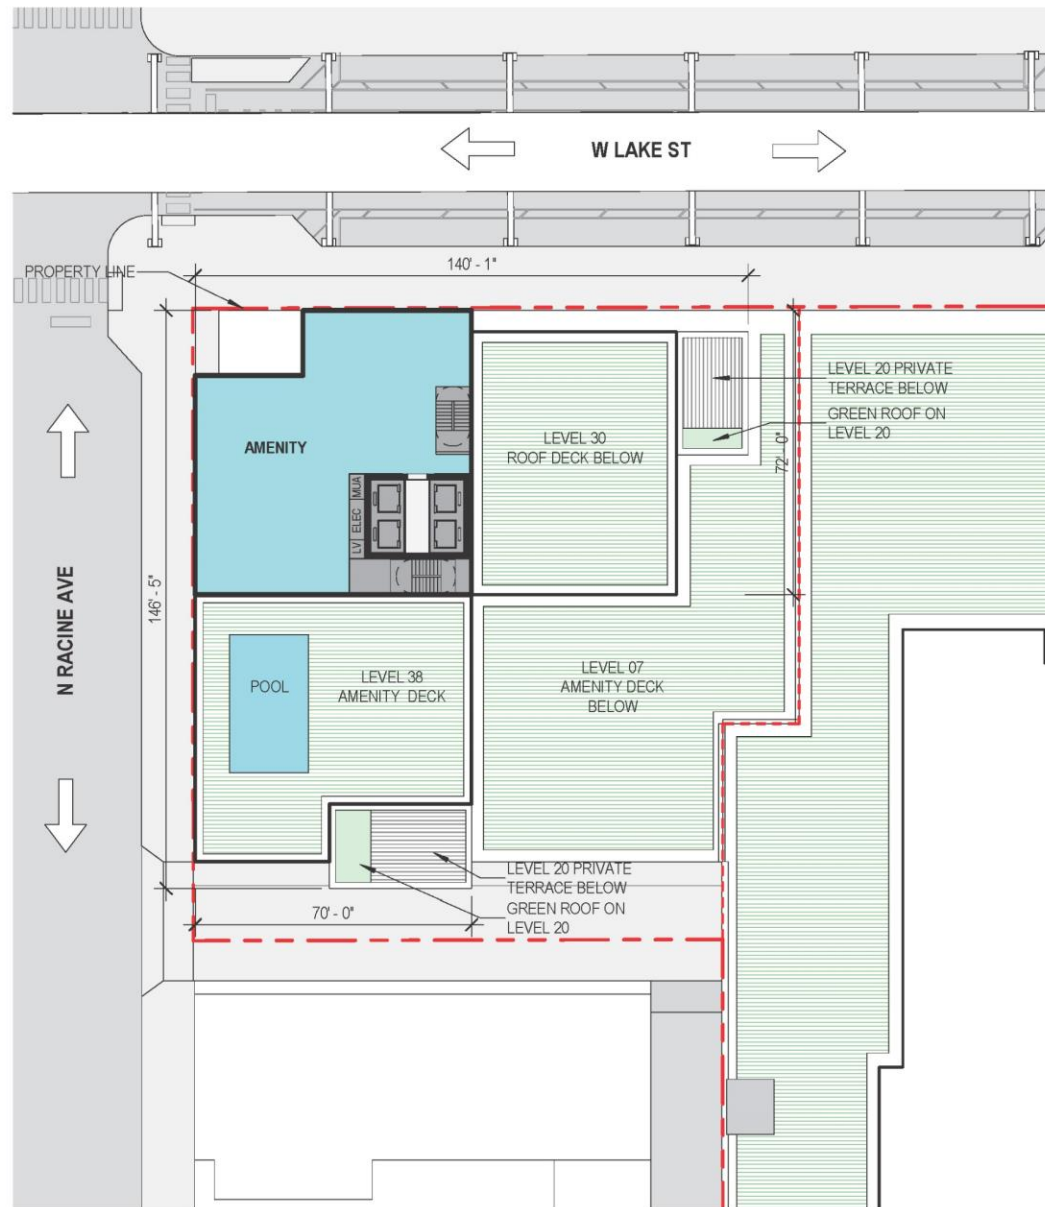 W LAKE ST
140' - 1"
PROPERTY LINE
LEVEL 20 PRIVATE
TERRACE BELOW
GREEN ROOF ON
LEVEL 20
72' - 0"
AMENITY
LEVEL 30
ROOF DECK BELOW
MUA
ELEC
LV
N RACINE AVE
146' - 5"
POOL
LEVEL 38
AMENITY DECK
LEVEL 07
AMENITY DECK
BELOW
LEVEL 20 PRIVATE
TERRACE BELOW
GREEN ROOF ON
LEVEL 20
70' - 0"